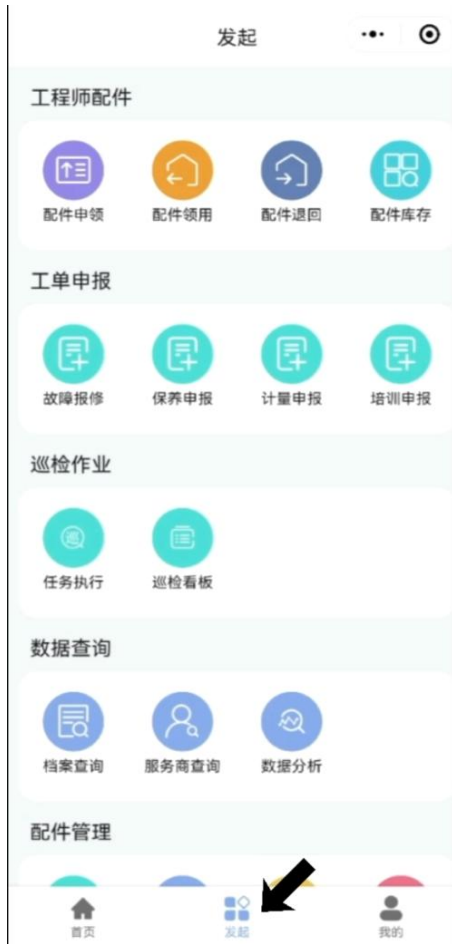 发起
工程师配件
配件申领 配件领用 配件退回 配件库存
工单申报
故障报修 保养申报 计量申报 培训申报
巡检作业
巡
任务执行 巡检看板
数据查询
档案查询 服务商查询 数据分析
配件管理
首页 发起 我的